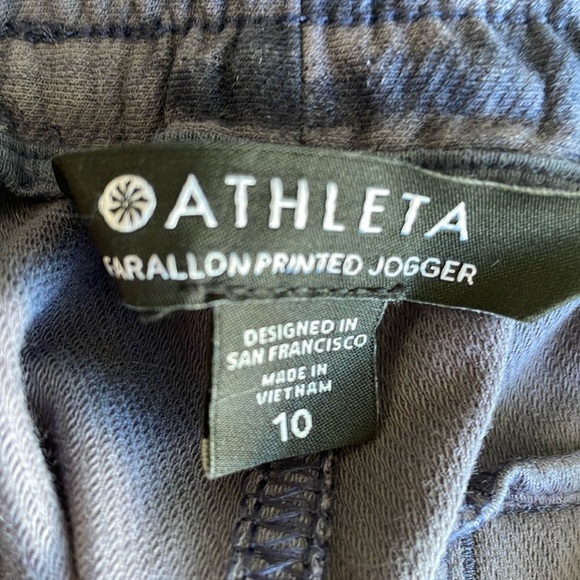 ATHLETA
FARALLON PRINTED JOGGER
DESIGNED IN
SAN FRANCISCO
MADE IN
VIETNAM
10